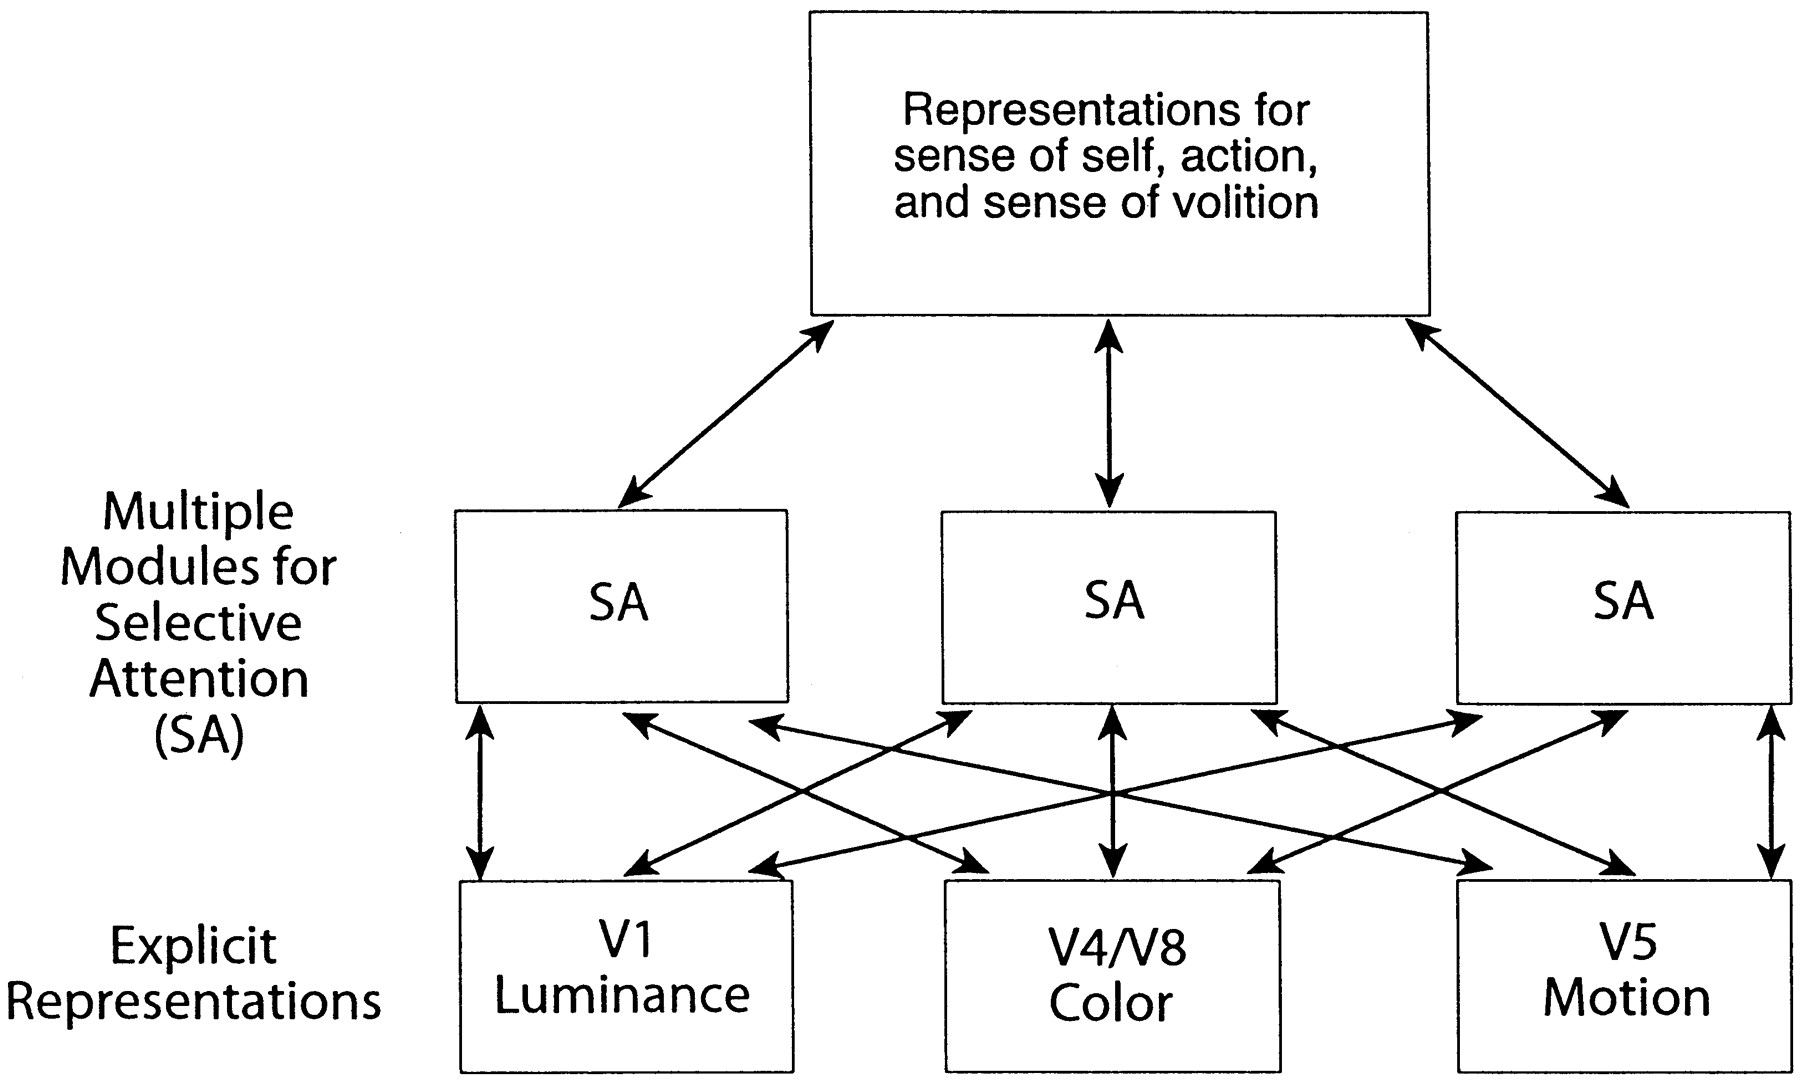 Representations for
sense of self, action,
and sense of volition
Multiple
Modules for
Selective
Attention
(SA)
SA
SA
SA
Explicit
Representations
V1
Luminance
V4/V8
Color
V5
Motion